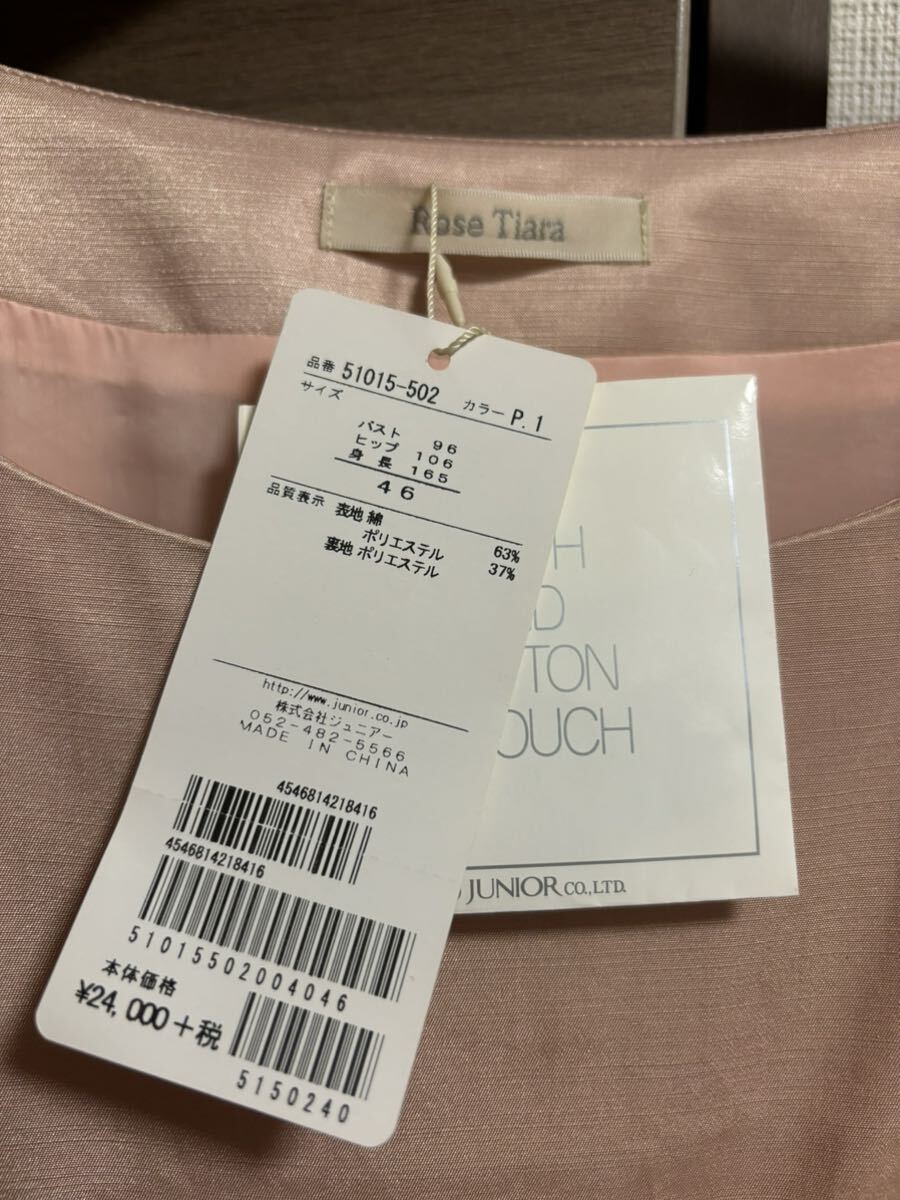 Rose Tiara
品番 51015-502 カラー P.1
サイズ
バスト 96
ヒップ 106
身長 165
46
品質表示 表地 綿 63%
ポリエステル 37%
裏地 ポリエステル
http://www.junior.co.jp
株式会社ジュニアー
052-482-5566
MADE IN CHINA
4546814218416
4546814218416
51015502004046
本体価格
¥24,000+税
5150240
JUNIOR CO.,LTD.